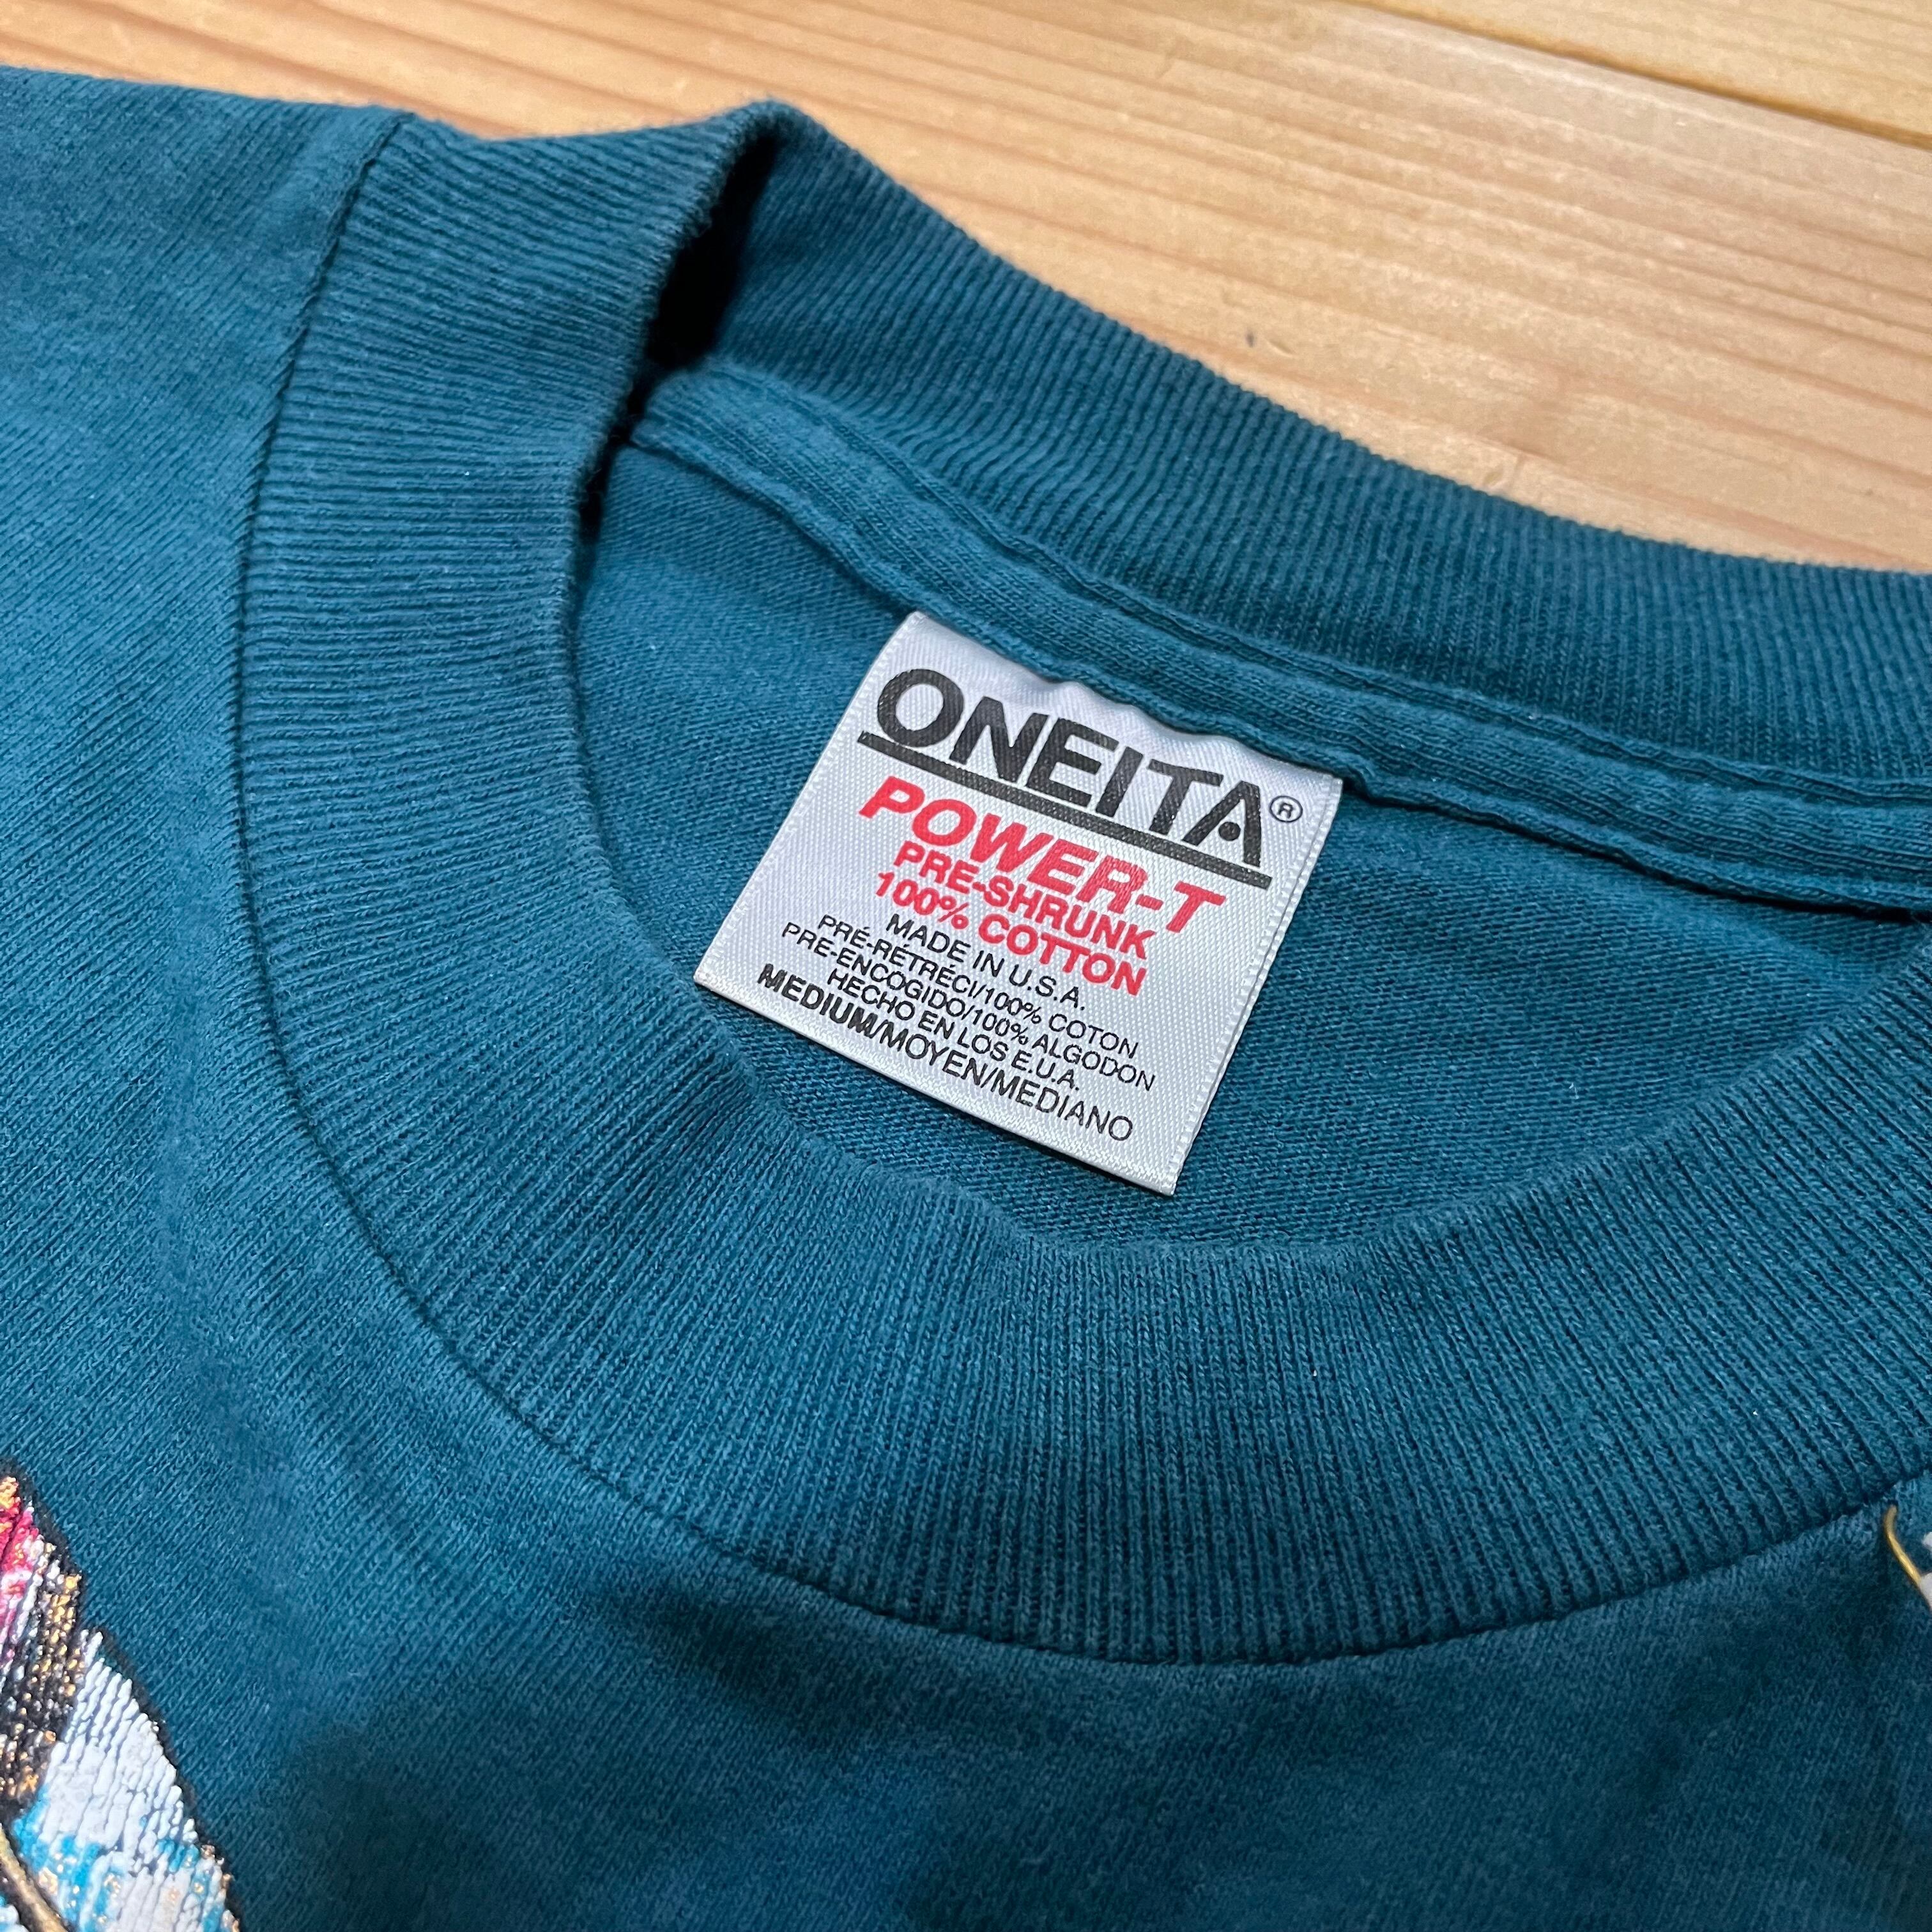 ONEITA®
POWER-T
PRE-SHRUNK
100% COTTON
MADE IN U.S.A.
PRÉ-RÉTRÉCI/100% COTON
PRE-ENCOGIDO/100% ALGODON
HECHO EN LOS E.U.A.
MEDIUM/MOYEN/MEDIANO